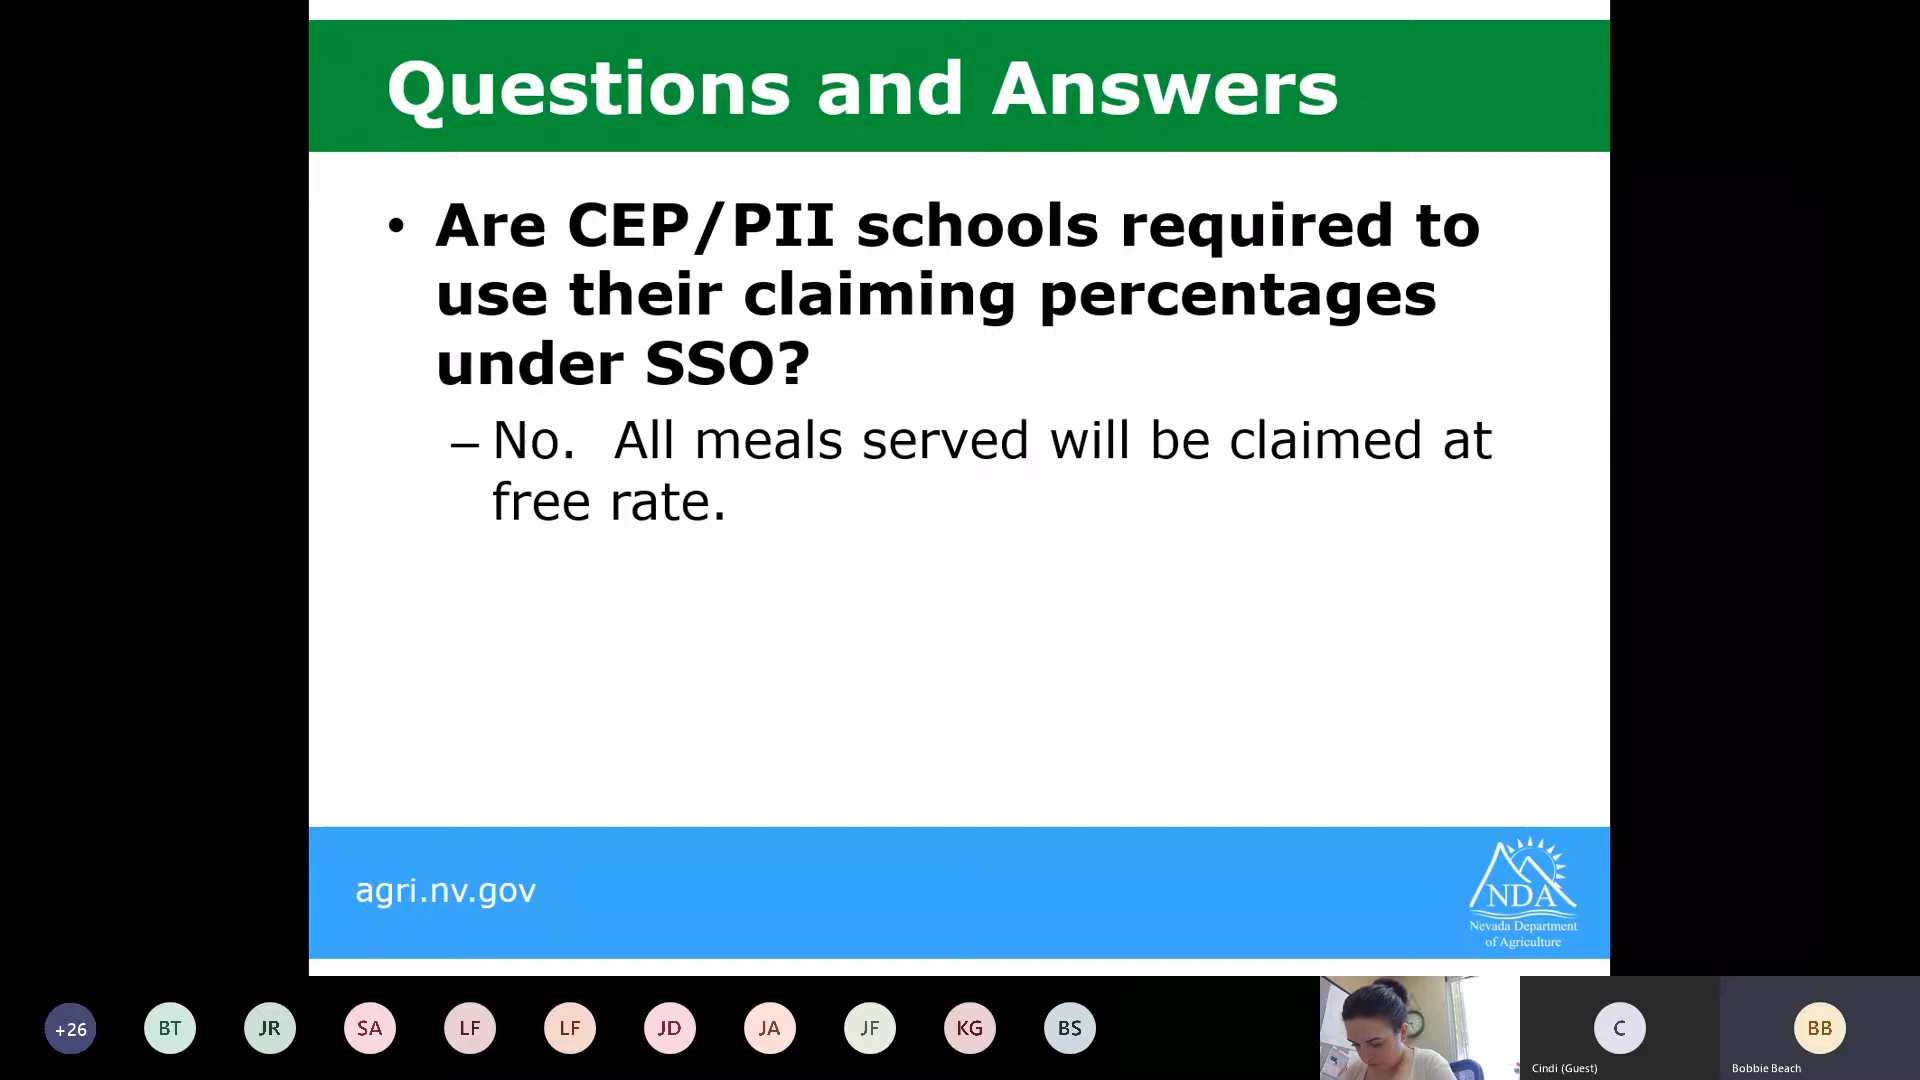 Questions and Answers
• Are CEP/PII schools required to
use their claiming percentages
under SSO?
– No.  All meals served will be claimed at
free rate.
agri.nv.gov
NDA
Nevada Department
of Agriculture
+26 BT JR SA LF LF JD JA JF KG BS C BB
Cindi (Guest) Bobbie Beach